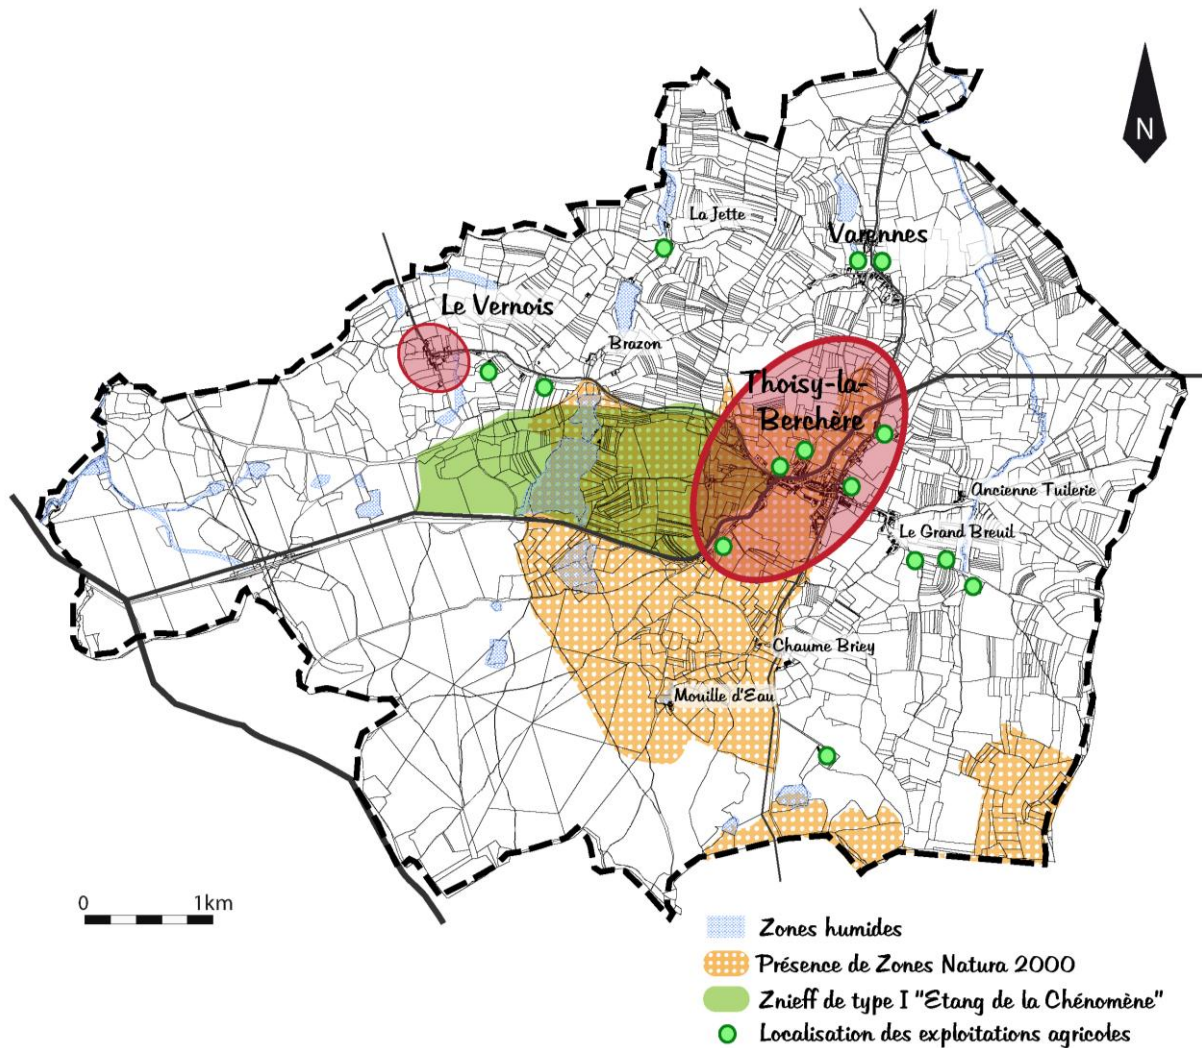 N
La Jette
Varennes
Le Vernois
Brazon
Thoisy-la-
Berchère
Ancienne Tuilerie
Le Grand Breuil
Chaume Briey
Mouille d'Eau
0 1km
Zones humides
Présence de Zones Natura 2000
Znieff de type I "Etang de la Chénomène"
Localisation des exploitations agricoles